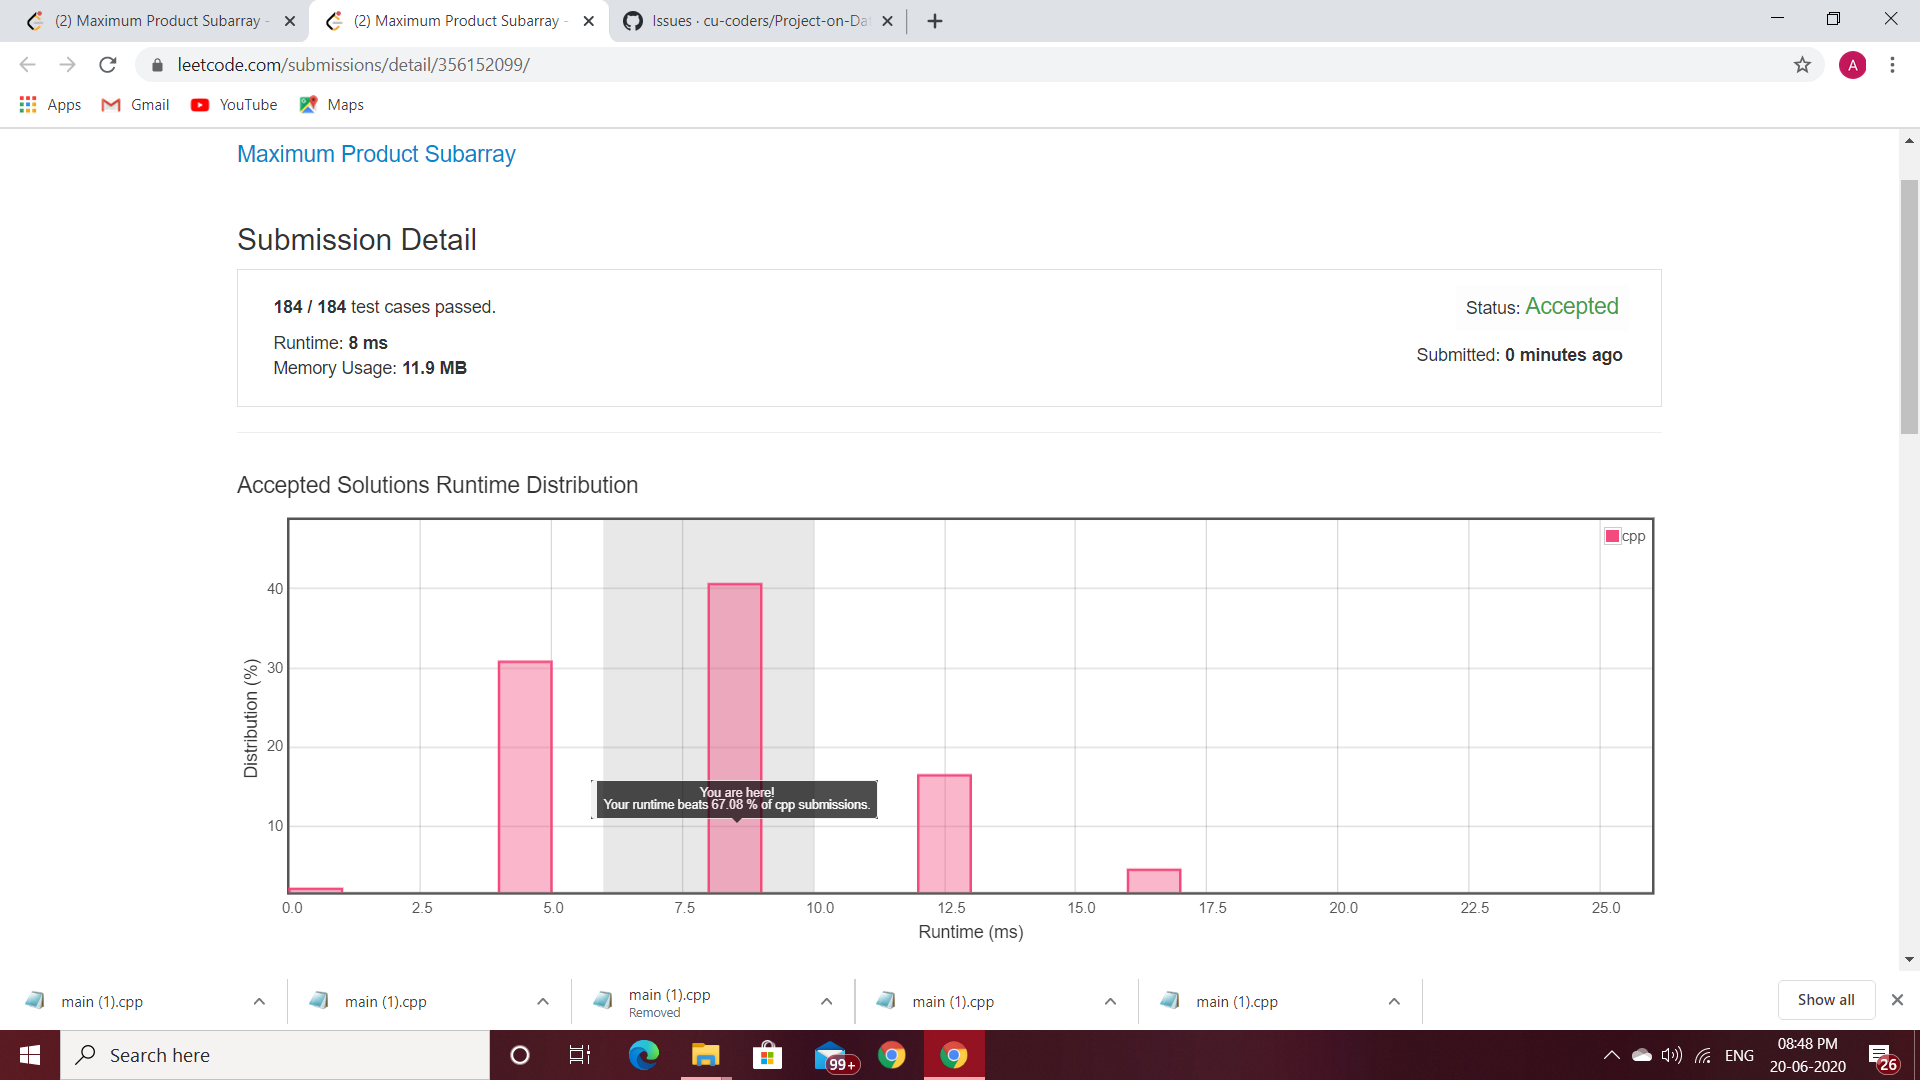 (2) Maximum Product Subarray -
(2) Maximum Product Subarray -
Issues · cu-coders/Project-on-Da
leetcode.com/submissions/detail/356152099/
A
Apps
Gmail
YouTube
Maps
Maximum Product Subarray
Submission Detail
184 / 184 test cases passed.
Status: Accepted
Runtime: 8 ms
Submitted: 0 minutes ago
Memory Usage: 11.9 MB
Accepted Solutions Runtime Distribution
cpp
40
30
20
10
Distribution (%)
You are here!
Your runtime beats 67.08 % of cpp submissions.
0.0 2.5 5.0 7.5 10.0 12.5 15.0 17.5 20.0 22.5 25.0
Runtime (ms)
main (1).cpp
main (1).cpp
main (1).cpp
Removed
main (1).cpp
main (1).cpp
Show all
Search here
99+
ENG
08:48 PM
20-06-2020
26